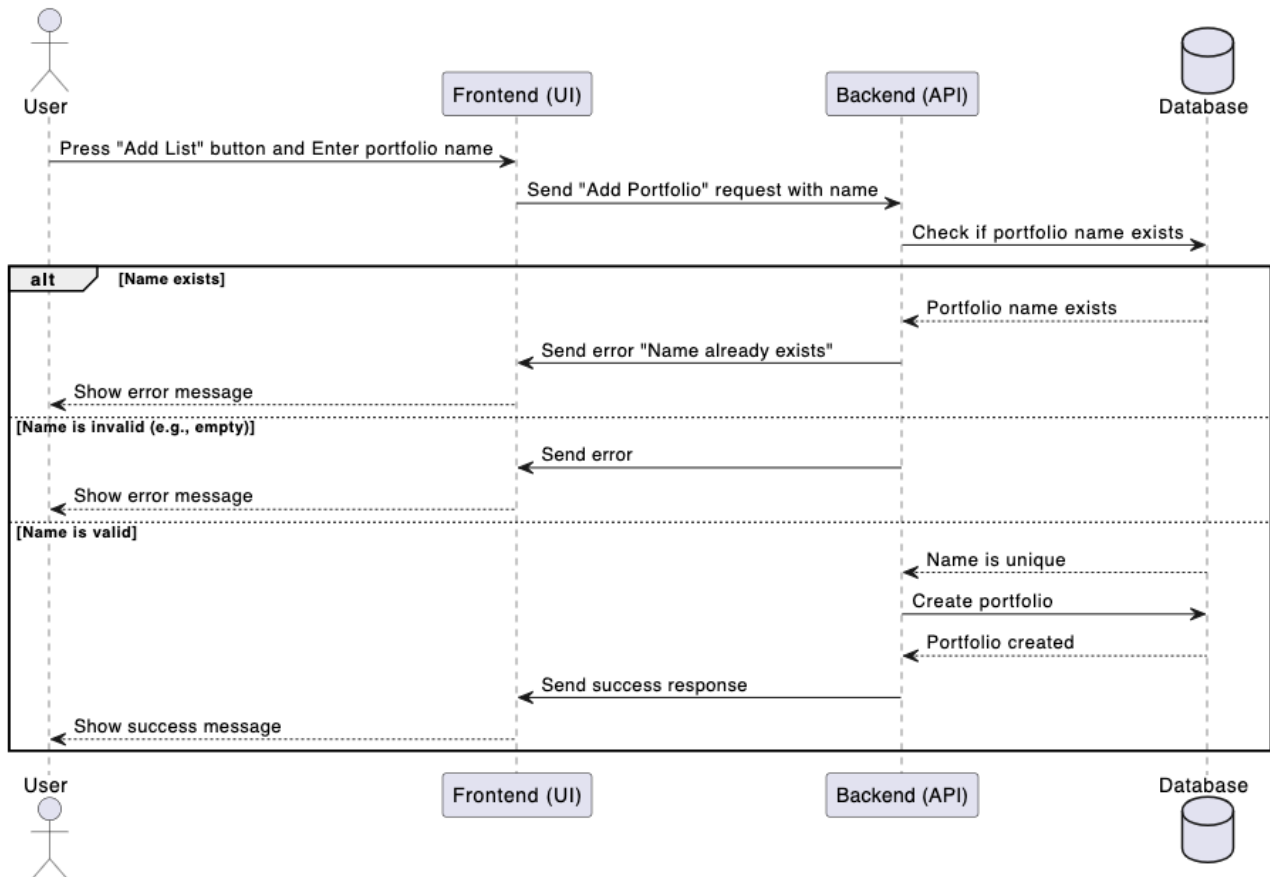 User
Frontend (UI)
Backend (API)
Database
Press "Add List" button and Enter portfolio name
Send "Add Portfolio" request with name
Check if portfolio name exists
alt
[Name exists]
Portfolio name exists
Send error "Name already exists"
Show error message
[Name is invalid (e.g., empty)]
Send error
Show error message
[Name is valid]
Name is unique
Create portfolio
Portfolio created
Send success response
Show success message
User
Frontend (UI)
Backend (API)
Database